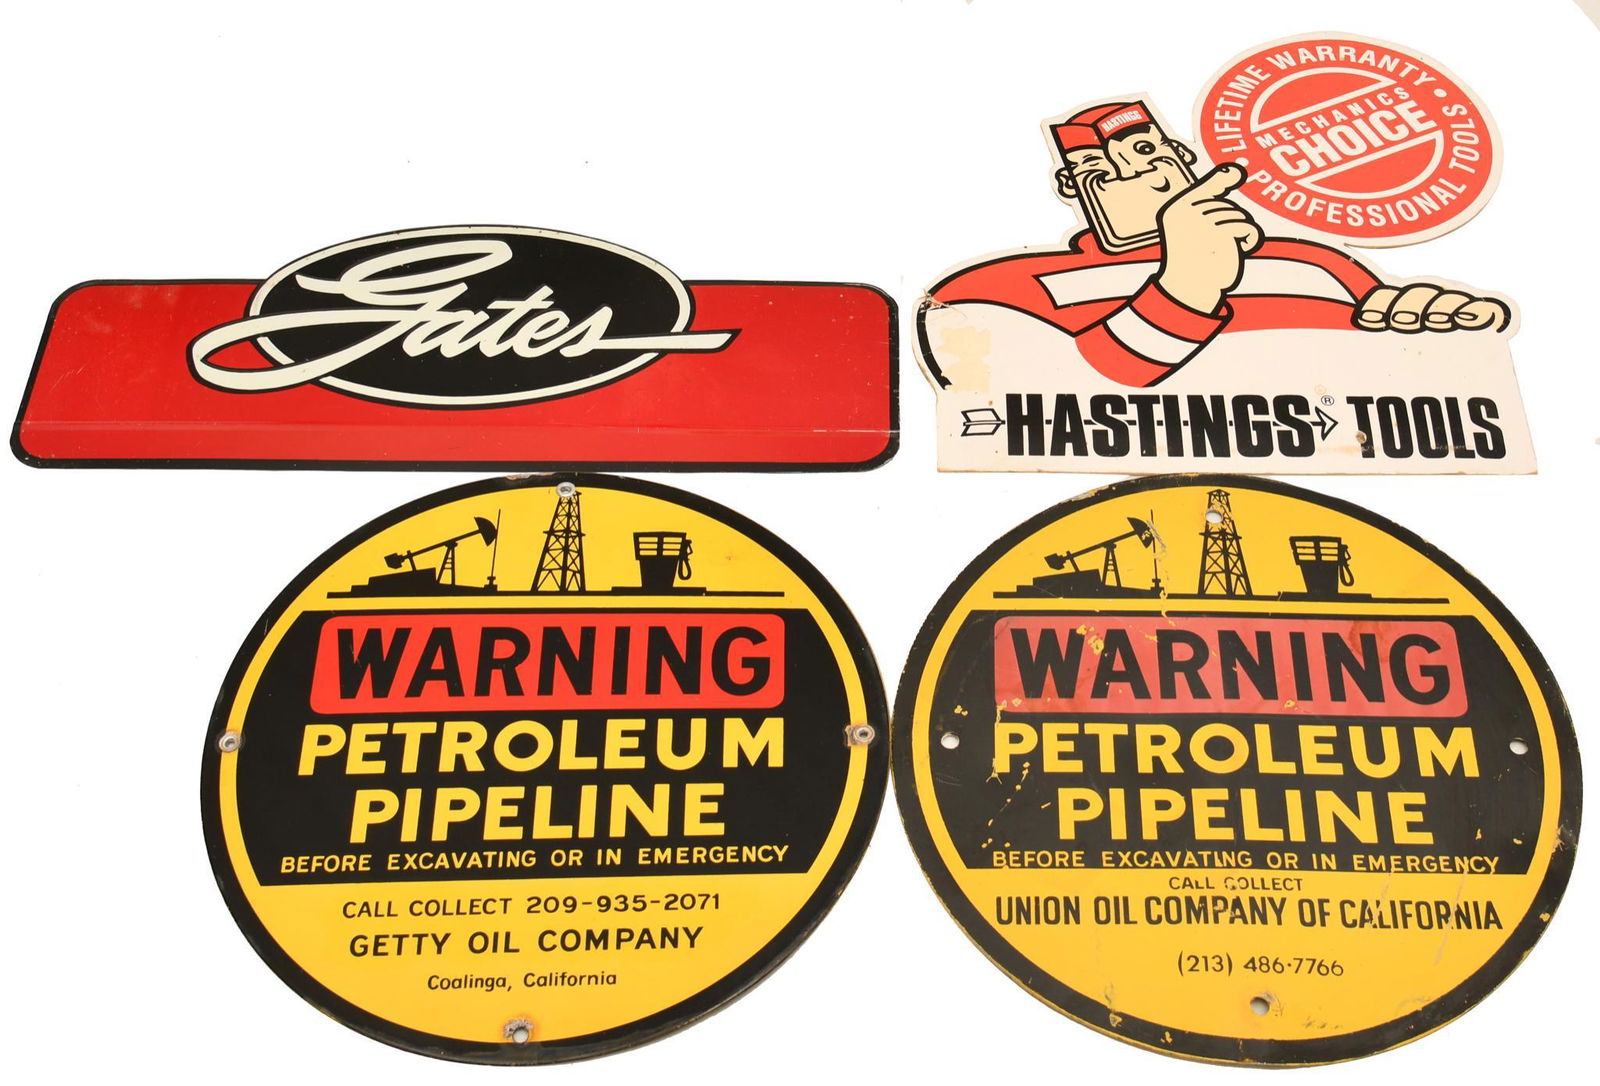 Gates
LIFETIME WARRANTY
MECHANICS
CHOICE
PROFESSIONAL TOOLS
HASTINGS
HASTINGS® TOOLS
WARNING
PETROLEUM
PIPELINE
BEFORE EXCAVATING OR IN EMERGENCY
CALL COLLECT 209-935-2071
GETTY OIL COMPANY
Coalinga, California
WARNING
PETROLEUM
PIPELINE
BEFORE EXCAVATING OR IN EMERGENCY
CALL COLLECT
UNION OIL COMPANY OF CALIFORNIA
(213) 486-7766